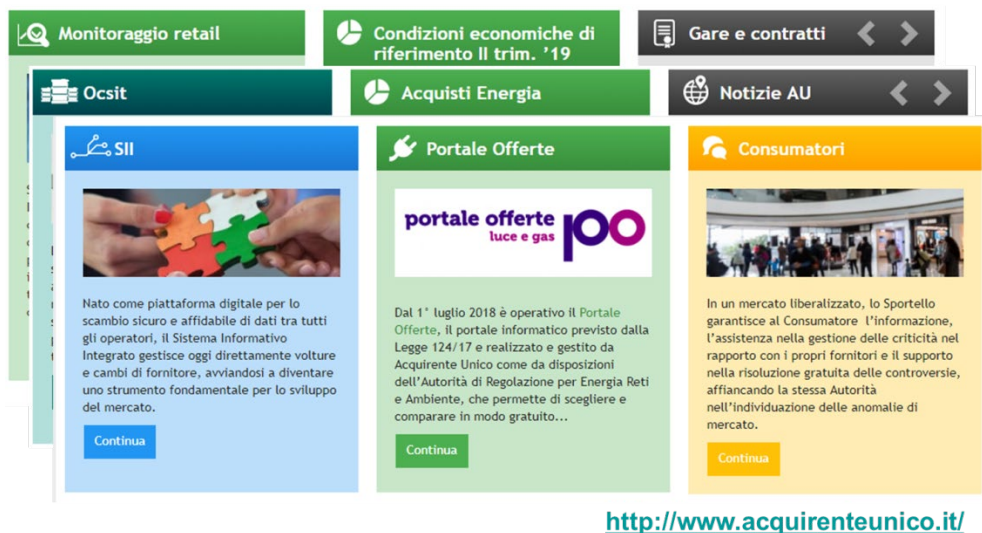 Monitoraggio retail
Condizioni economiche di
riferimento II trim. ’19
Gare e contratti
Ocsit
Acquisti Energia
Notizie AU
SII
Nato come piattaforma digitale per lo
scambio sicuro e affidabile di dati tra tutti
gli operatori, il Sistema Informativo
Integrato gestisce oggi direttamente volture
e cambi di fornitore, avviandosi a diventare
uno strumento fondamentale per lo sviluppo
del mercato.
Continua
Portale Offerte
portale offerte
luce e gas
po
Dal 1° luglio 2018 è operativo il Portale
Offerte, il portale informatico previsto dalla
Legge 124/17 e realizzato e gestito da
Acquirente Unico come da disposizioni
dell’Autorità di Regolazione per Energia Reti
e Ambiente, che permette di scegliere e
comparare in modo gratuito...
Continua
Consumatori
In un mercato liberalizzato, lo Sportello
garantisce al Consumatore l’informazione,
l’assistenza nella gestione delle criticità nel
rapporto con i propri fornitori e il supporto
nella risoluzione gratuita delle controversie,
affiancando la stessa Autorità
nell’individuazione delle anomalie di
mercato.
Continua
http://www.acquirenteunico.it/